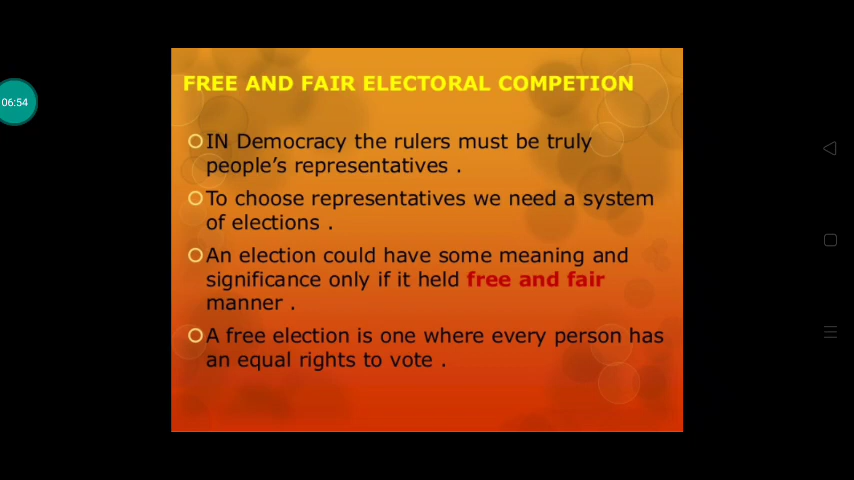 06:54
FREE AND FAIR ELECTORAL COMPETION
IN Democracy the rulers must be truly
people's representatives .
To choose representatives we need a system
of elections .
An election could have some meaning and
significance only if it held free and fair
manner .
A free election is one where every person has
an equal rights to vote .